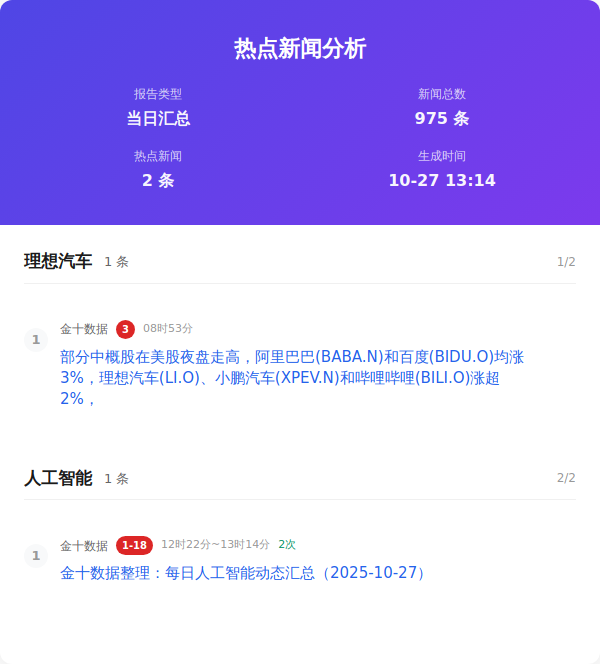 热点新闻分析
报告类型
新闻总数
当日汇总
975 条
热点新闻
生成时间
2 条
10-27 13:14
理想汽车 1 条 1/2
1
金十数据 3 08时53分
部分中概股在美股夜盘走高，阿里巴巴(BABA.N)和百度(BIDU.O)均涨
3%，理想汽车(LI.O)、小鹏汽车(XPEV.N)和哔哩哔哩(BILI.O)涨超
2%，
人工智能 1 条 2/2
1
金十数据 1-18 12时22分~13时14分 2次
金十数据整理：每日人工智能动态汇总（2025-10-27）